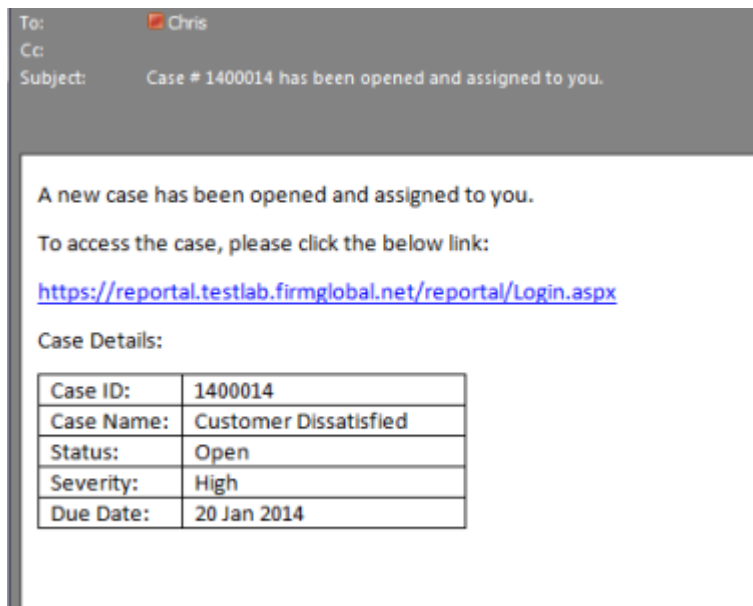 To: Chris
Cc:
Subject: Case # 1400014 has been opened and assigned to you.
A new case has been opened and assigned to you.
To access the case, please click the below link:
https://reportal.testlab.firmglobal.net/reportal/Login.aspx
Case Details:
Case ID: 1400014
Case Name: Customer Dissatisfied
Status: Open
Severity: High
Due Date: 20 Jan 2014